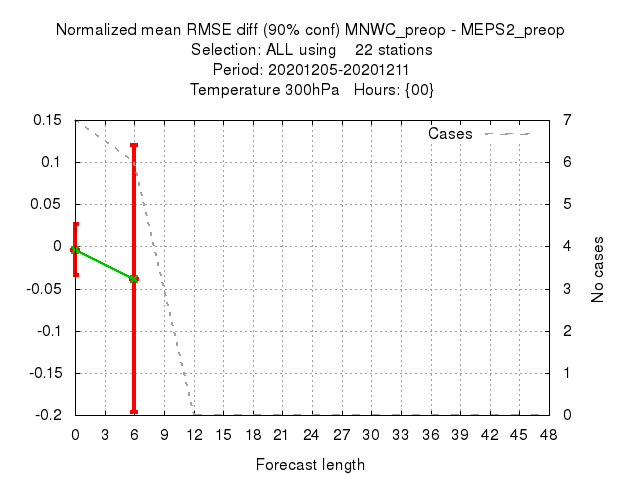 Normalized mean RMSE diff (90% conf) MNWC_preop - MEPS2_preop
Selection: ALL using 22 stations
Period: 20201205-20201211
Temperature 300hPa Hours: {00}
Cases
0.15
0.1
0.05
0
-0.05
-0.1
-0.15
-0.2
7
6
5
4
3
2
1
0
No cases
0 3 6 9 12 15 18 21 24 27 30 33 36 39 42 45 48
Forecast length